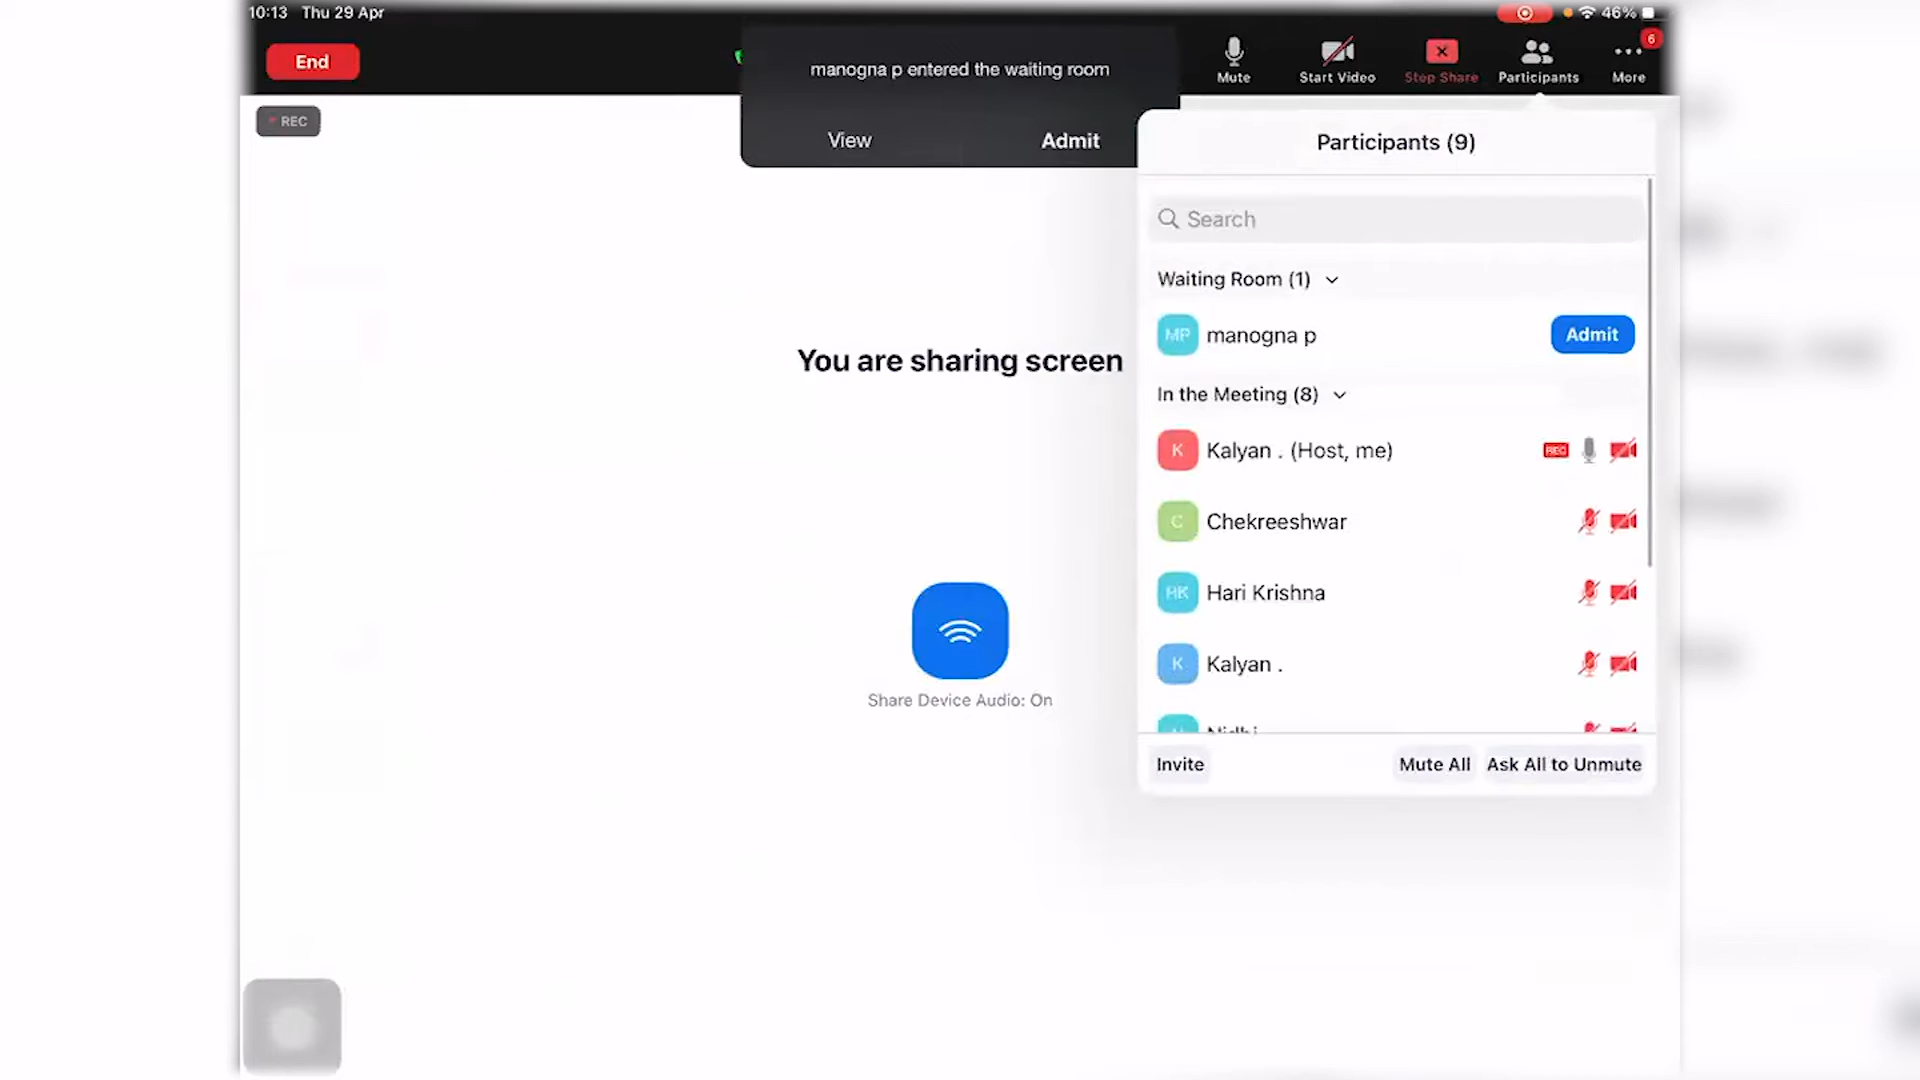 10:13 Thu 29 Apr
46%
End
manogna p entered the waiting room
View
Admit
Mute
Start Video
Stop Share
Participants
More
6
REC
Participants (9)
Search
Waiting Room (1)
MP
manogna p
Admit
In the Meeting (8)
K
Kalyan . (Host, me)
REC
C
Chekreeshwar
HK
Hari Krishna
K
Kalyan .
Nidhi
Invite
Mute All
Ask All to Unmute
You are sharing screen
Share Device Audio: On